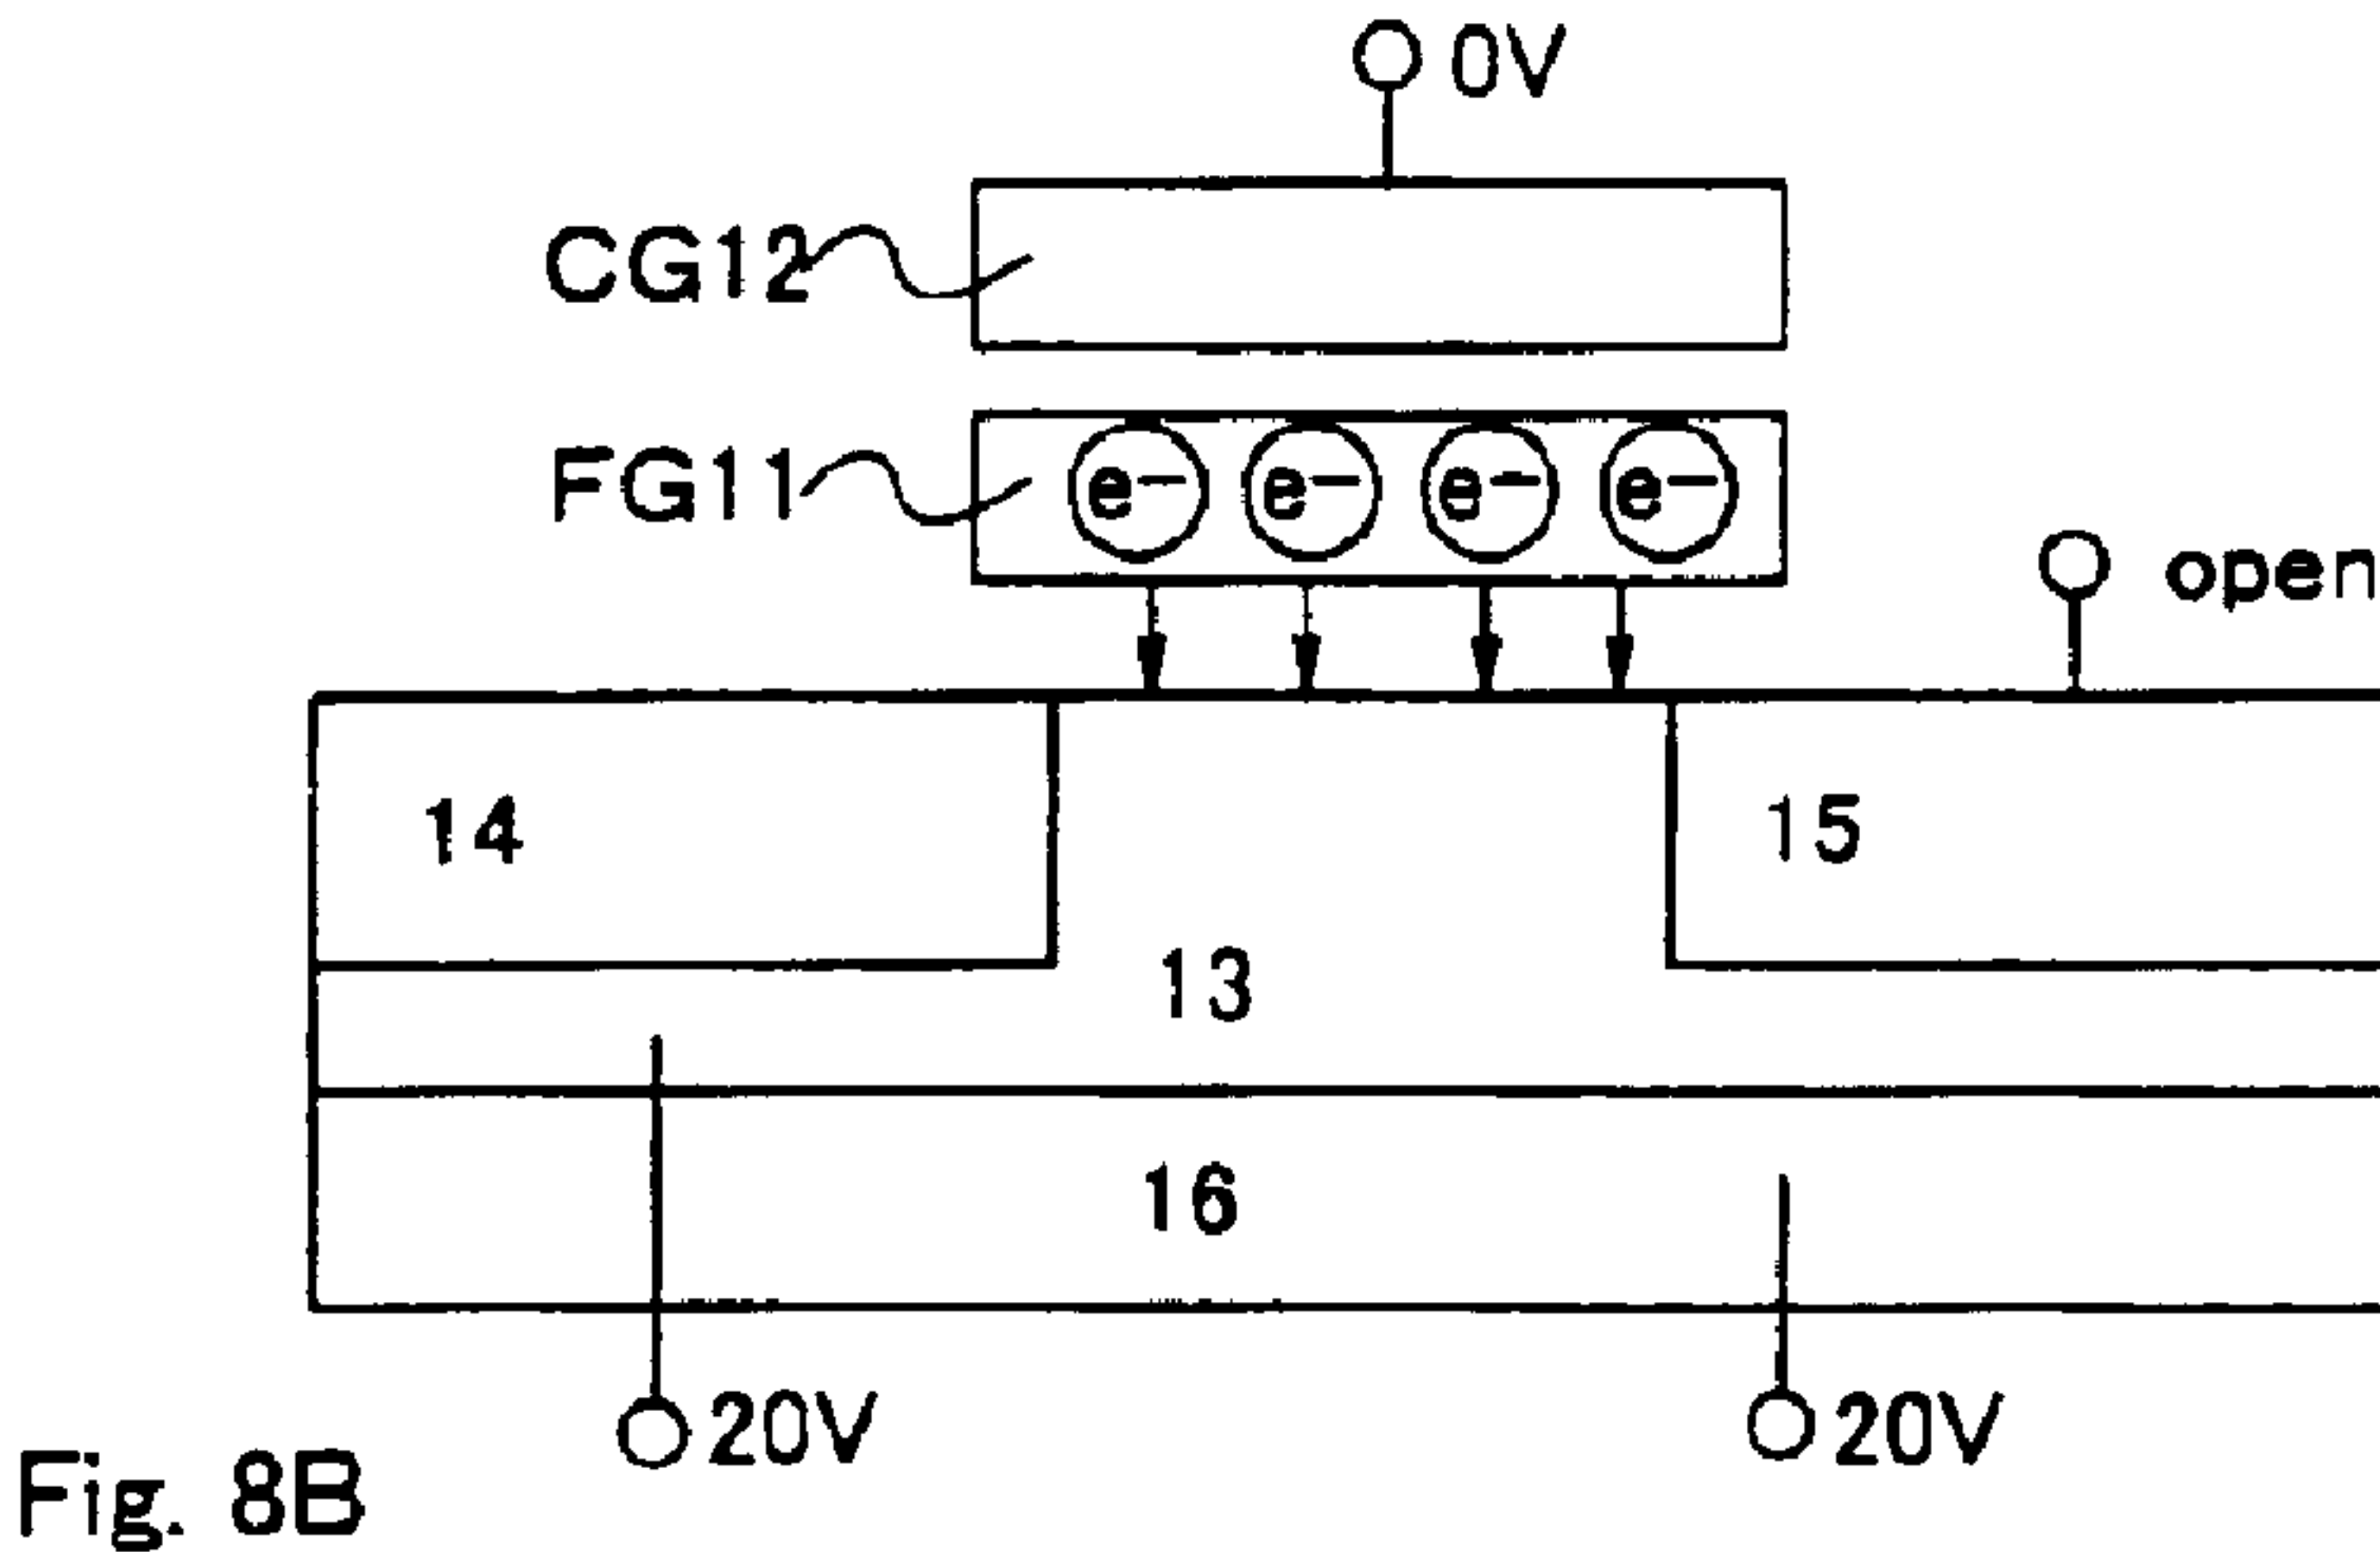 0V
CG12
FG11 e− e− e− e−
open
14
15
13
16
20V 20V
Fig. 8B